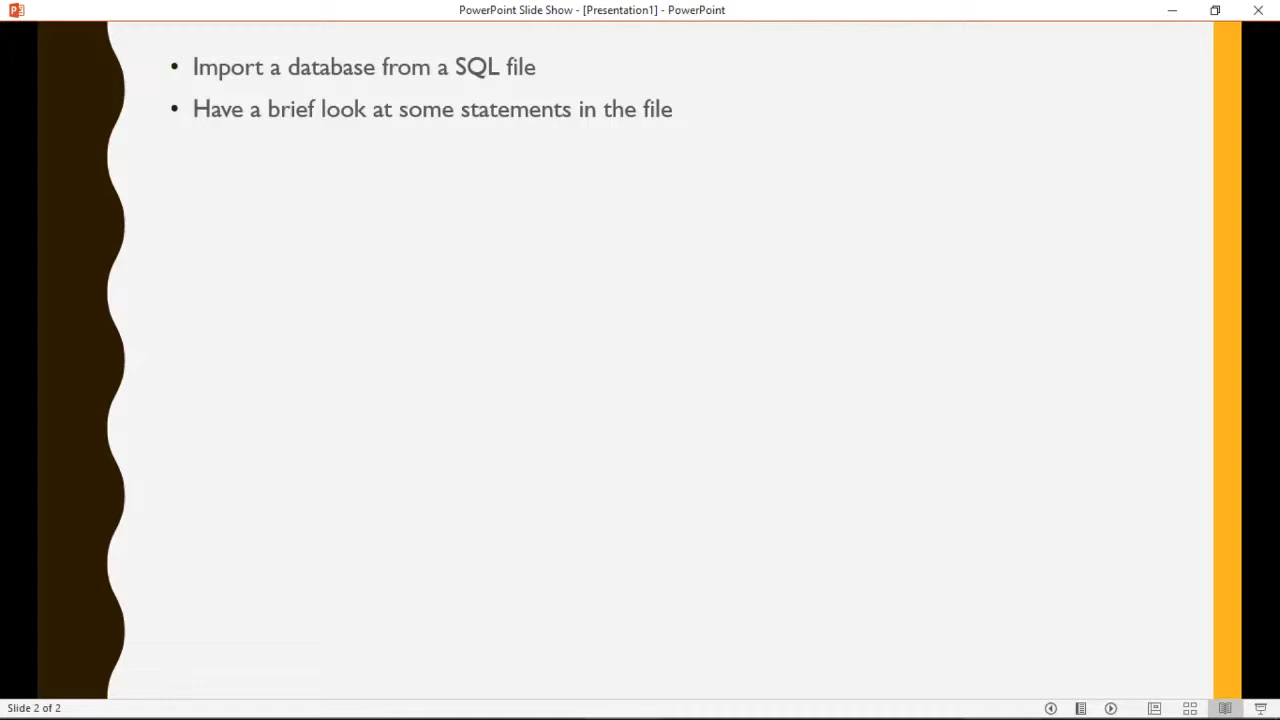 PowerPoint Slide Show - [Presentation1] - PowerPoint
• Import a database from a SQL file
• Have a brief look at some statements in the file
Slide 2 of 2